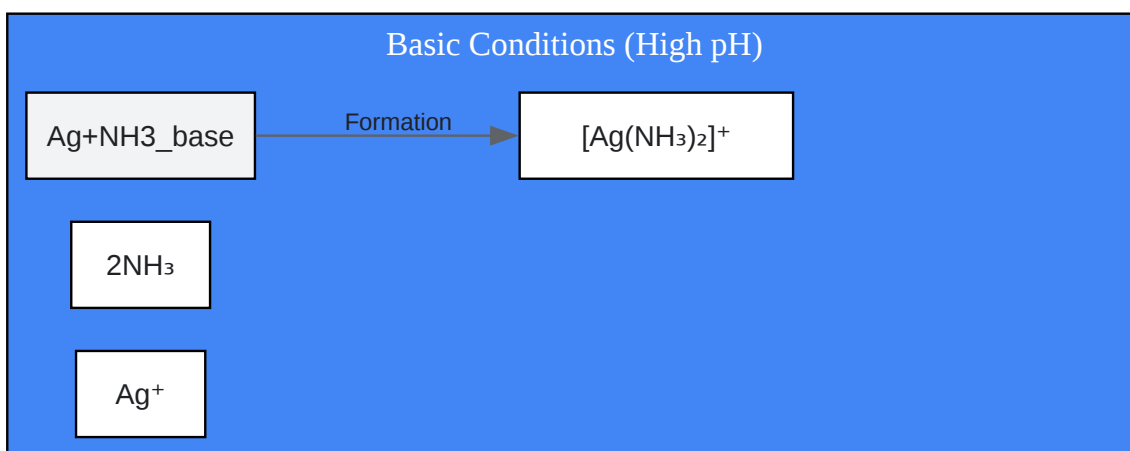 Basic Conditions (High pH)
Ag+NH3_base
Formation
[Ag(NH₃)₂]⁺
2NH₃
Ag⁺